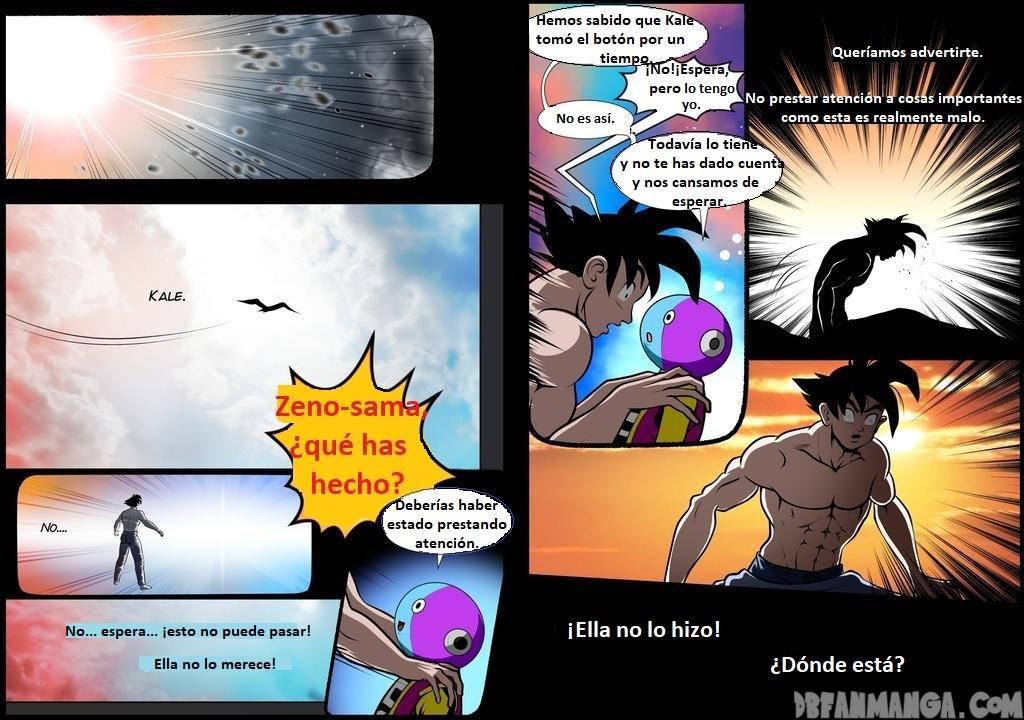 KALE.
Zeno-sama,
¿qué has
hecho?
NO....
Deberías haber
estado prestando
atención.
No... espera... ¡esto no puede pasar!
Ella no lo merece!
Hemos sabido que Kale
tomó el botón por un
tiempo.
¡No!¡Espera,
pero lo tengo
yo.
No es así.
Todavía lo tiene
y no te has dado cuenta
y nos cansamos de
esperar.
Queríamos advertirte.
No prestar atención a cosas importantes
como esta es realmente malo.
¡Ella no lo hizo!
¿Dónde está?
DBFANMANGA.COM